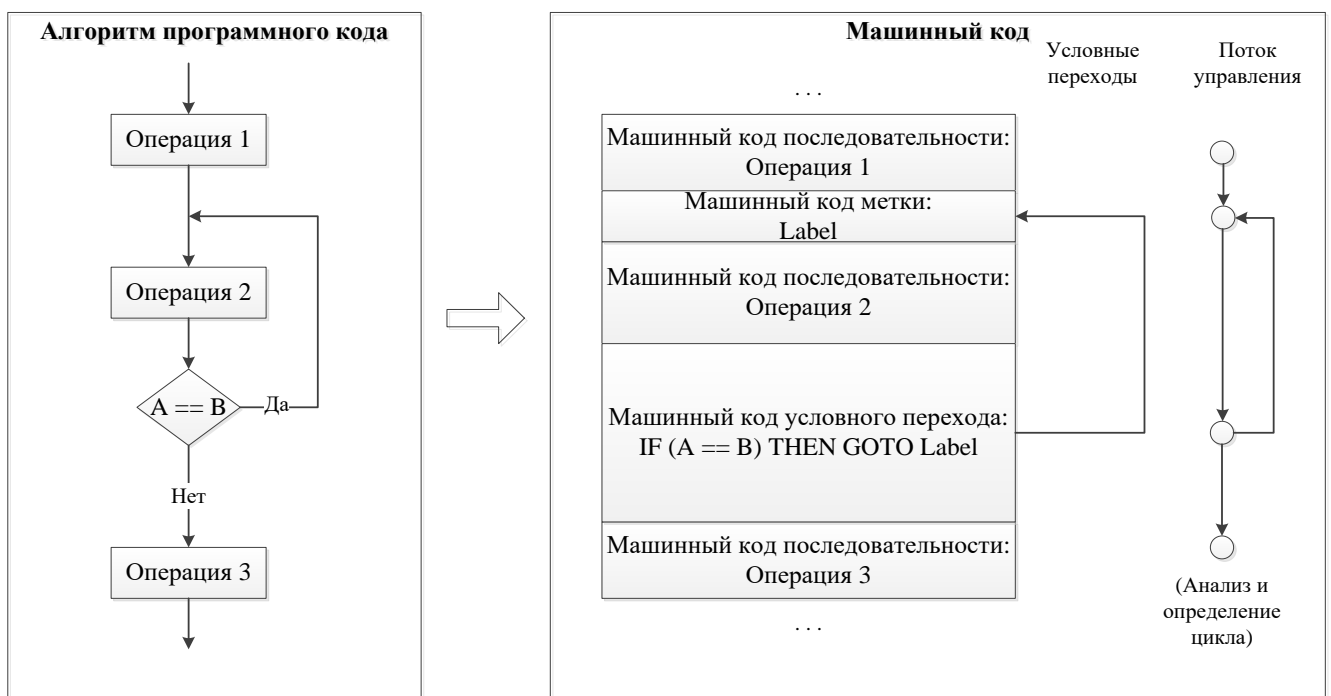 Алгоритм программного кода
Операция 1
Операция 2
A == B
Да
Нет
Операция 3
Машинный код
Условные
переходы
Поток
управления
. . .
Машинный код последовательности:
Операция 1
Машинный код метки:
Label
Машинный код последовательности:
Операция 2
Машинный код условного перехода:
IF (A == B) THEN GOTO Label
Машинный код последовательности:
Операция 3
. . .
(Анализ и
определение
цикла)